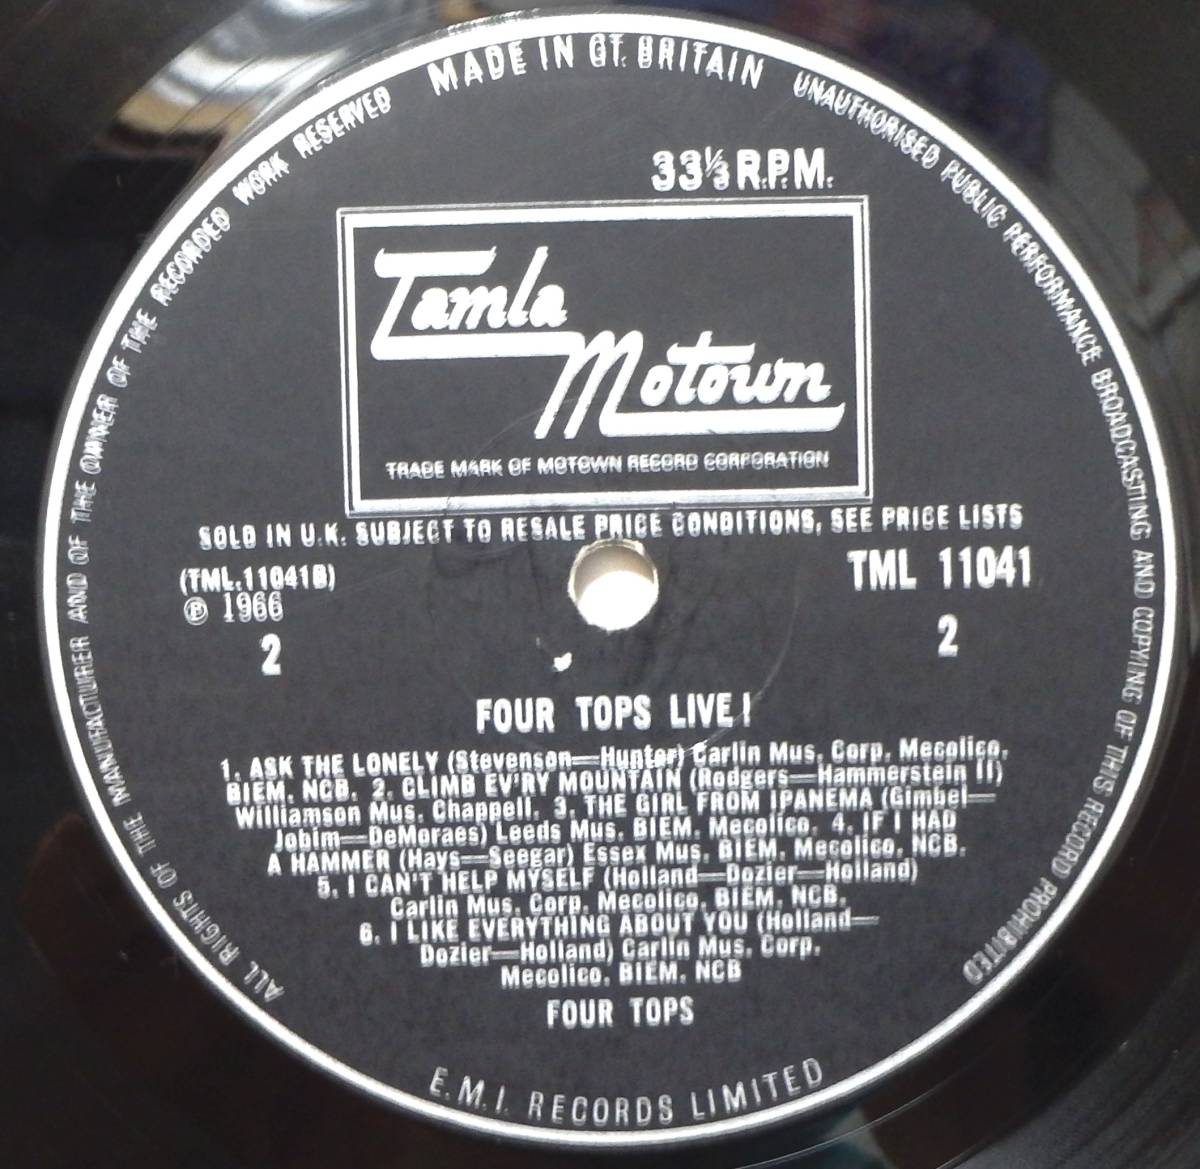 MADE IN GT. BRITAIN
UNAUTHORISED PUBLIC PERFORMANCE BROADCASTING AND COPYING OF THIS RECORD PROHIBITED
ALL RIGHTS OF THE MANUFACTURER AND OF THE OWNER OF THE RECORDED WORK RESERVED
33⅓ R.P.M.
Tamla
Motown
TRADE MARK OF MOTOWN RECORD CORPORATION
SOLD IN U.K. SUBJECT TO RESALE PRICE CONDITIONS, SEE PRICE LISTS
(TML.11041B)
℗ 1966
2
TML 11041
2
FOUR TOPS LIVE!
1. ASK THE LONELY (Stevenson—Hunter) Carlin Mus. Corp. Mecolico,
BIEM. NCB. 2. CLIMB EV'RY MOUNTAIN (Rodgers—Hammerstein II)
Williamson Mus. Chappell. 3. THE GIRL FROM IPANEMA (Gimbel—
Jobim—DeMoraes) Leeds Mus. BIEM. Mecolico. 4. IF I HAD
A HAMMER (Hays—Seegar) Essex Mus. BIEM. Mecolico. NCB.
5. I CAN'T HELP MYSELF (Holland—Dozier—Holland)
Carlin Mus. Corp. Mecolico. BIEM. NCB.
6. I LIKE EVERYTHING ABOUT YOU (Holland—
Dozier—Holland) Carlin Mus. Corp.
Mecolico. BIEM. NCB
FOUR TOPS
E.M.I. RECORDS LIMITED